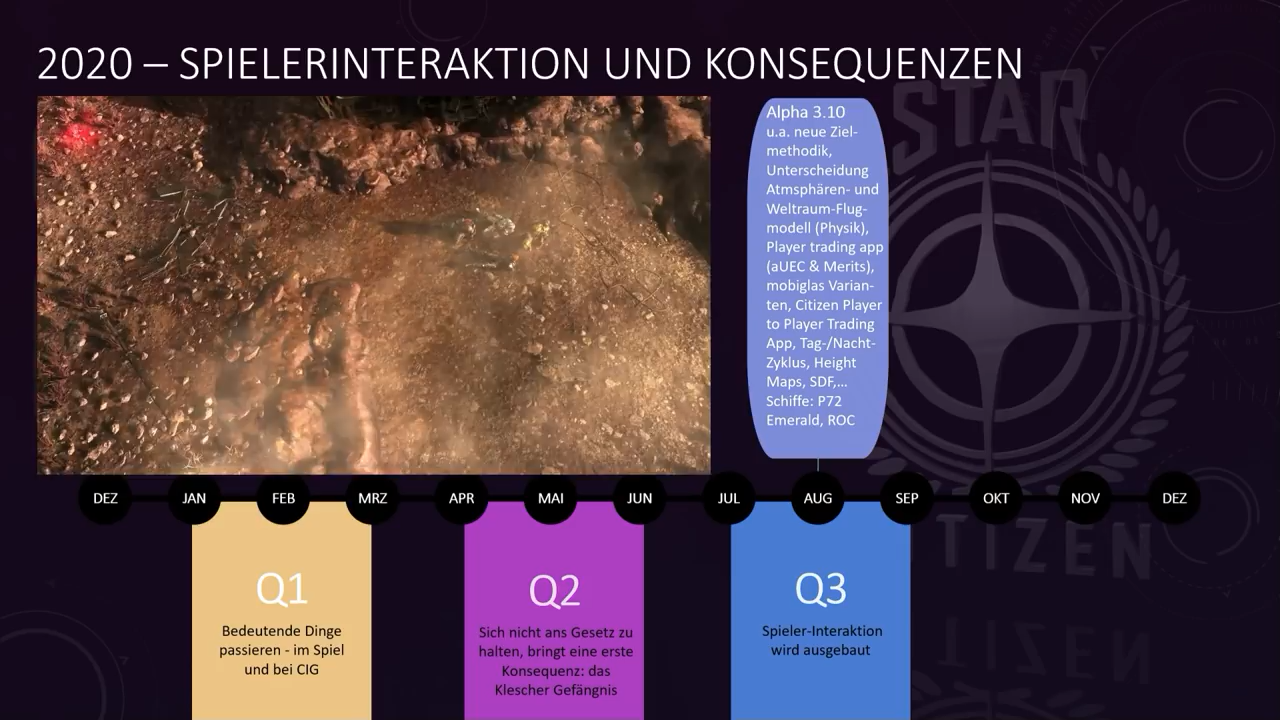 2020 – SPIELERINTERAKTION UND KONSEQUENZEN
Alpha 3.10
u.a. neue Ziel-
methodik,
Unterscheidung
Atmsphären- und
Weltraum-Flug-
modell (Physik),
Player trading app
(aUEC & Merits),
mobiglas Varian-
ten, Citizen Player
to Player Trading
App, Tag-/Nacht-
Zyklus, Height
Maps, SDF,...
Schiffe: P72
Emerald, ROC
STAR
DEZ JAN FEB MRZ APR MAI JUN JUL AUG SEP OKT NOV DEZ
TIZEN
Q1
Bedeutende Dinge
passieren - im Spiel
und bei CIG
Q2
Sich nicht ans Gesetz zu
halten, bringt eine erste
Konsequenz: das
Klescher Gefängnis
Q3
Spieler-Interaktion
wird ausgebaut